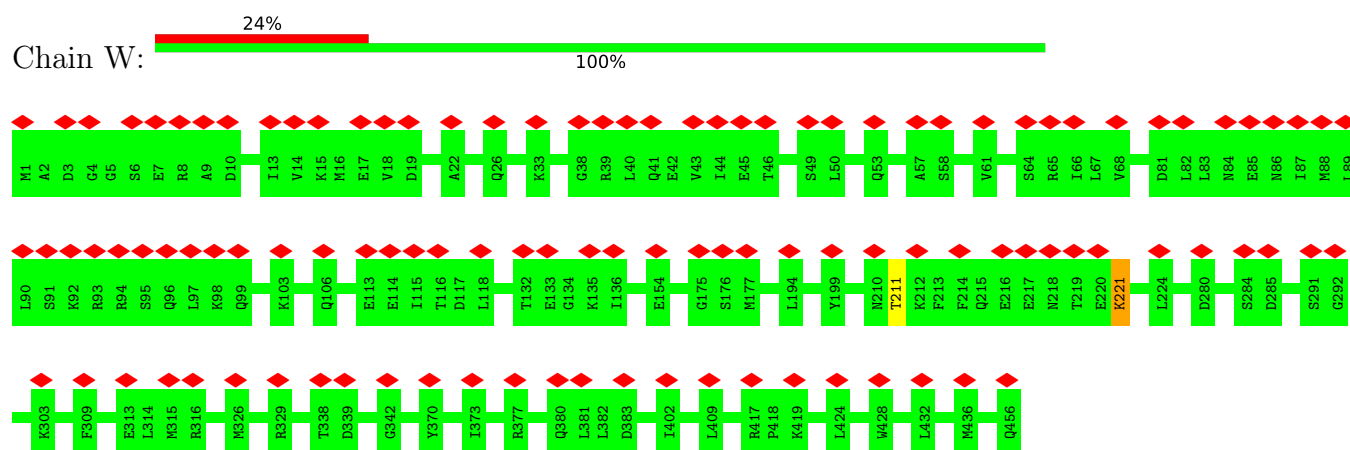 24%
Chain W:
100%
M1 A2 D3 G4 G5 S6 E7 R8 A9 D10 I13 V14 K15 M16 E17 V18 D19 A22 Q26 K33 G38 R39 L40 Q41 E42 V43 I44 E45 T46 S49 L50 Q53 A57 S58 V61 S64 R65 I66 L67 V68 D81 L82 L83 N84 E85 N86 I87 M88 L89
L90 S91 K92 R93 R94 S95 Q96 L97 K98 Q99 K103 Q106 E113 E114 I115 T116 D117 L118 T132 E133 G134 K135 I136 E154 G175 S176 M177 L194 Y199 N210 T211 K212 F213 F214 Q215 E216 E217 N218 T219 E220 K221 L224 D280 S284 D285 S291 G292
K303 F309 E313 L314 M315 R316 M326 R329 T338 D339 G342 Y370 I373 R377 Q380 L381 L382 D383 I402 L409 R417 P418 K419 L424 W428 L432 M436 Q456